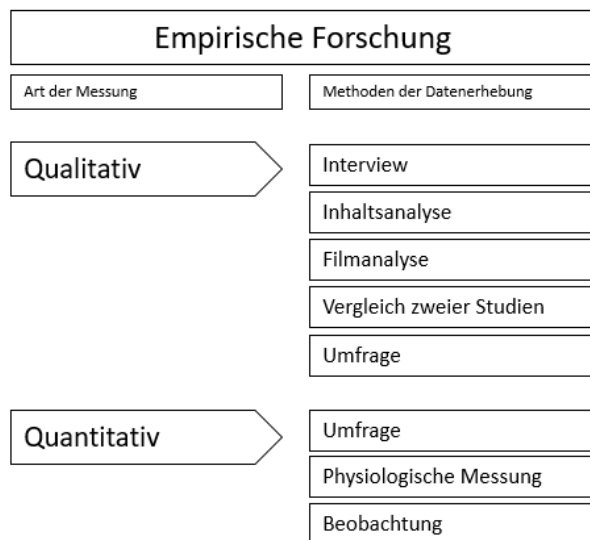 Empirische Forschung
Art der Messung
Methoden der Datenerhebung
Qualitativ
Interview
Inhaltsanalyse
Filmanalyse
Vergleich zweier Studien
Umfrage
Quantitativ
Umfrage
Physiologische Messung
Beobachtung